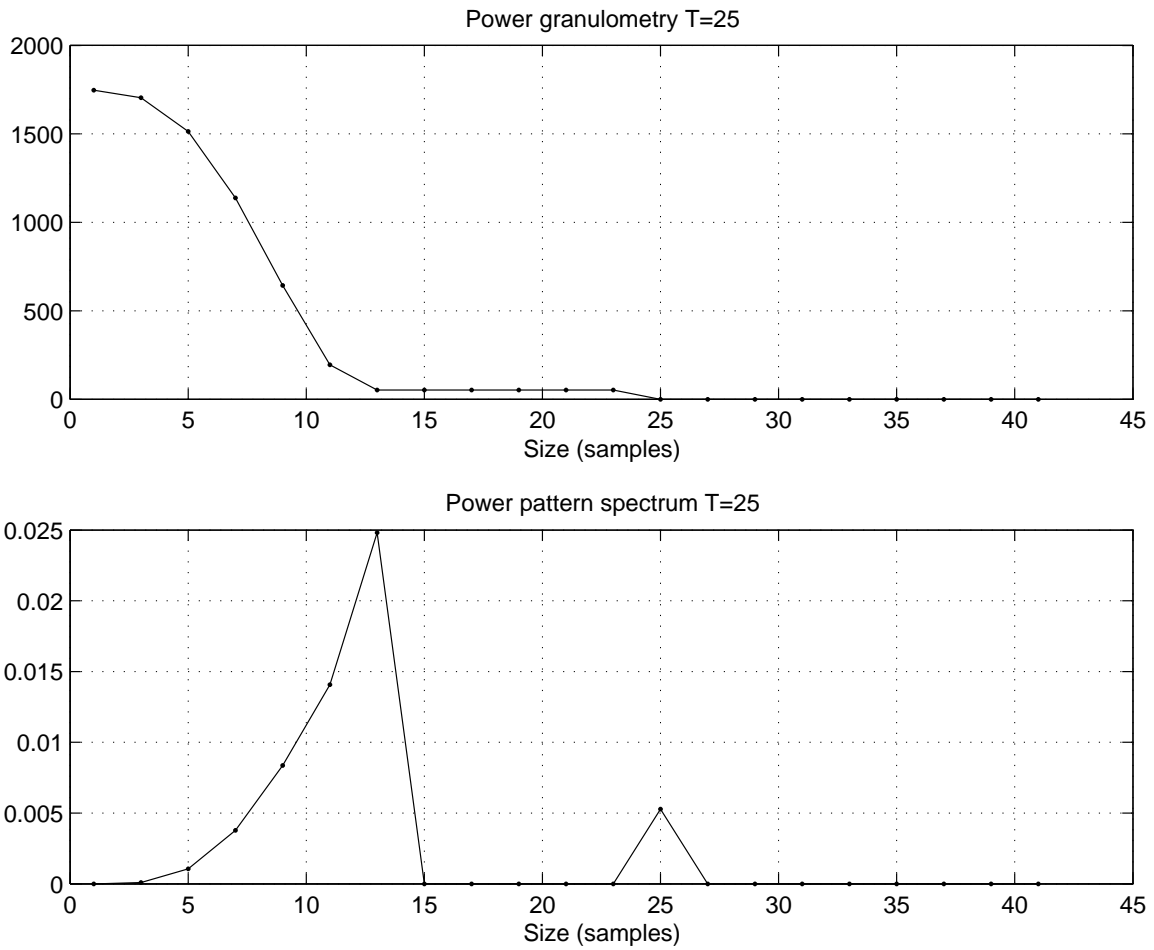 Power granulometry T=25
2000
1500
1000
500
0
0 5 10 15 20 25 30 35 40 45
Size (samples)
Power pattern spectrum T=25
0.025
0.02
0.015
0.01
0.005
0
0 5 10 15 20 25 30 35 40 45
Size (samples)